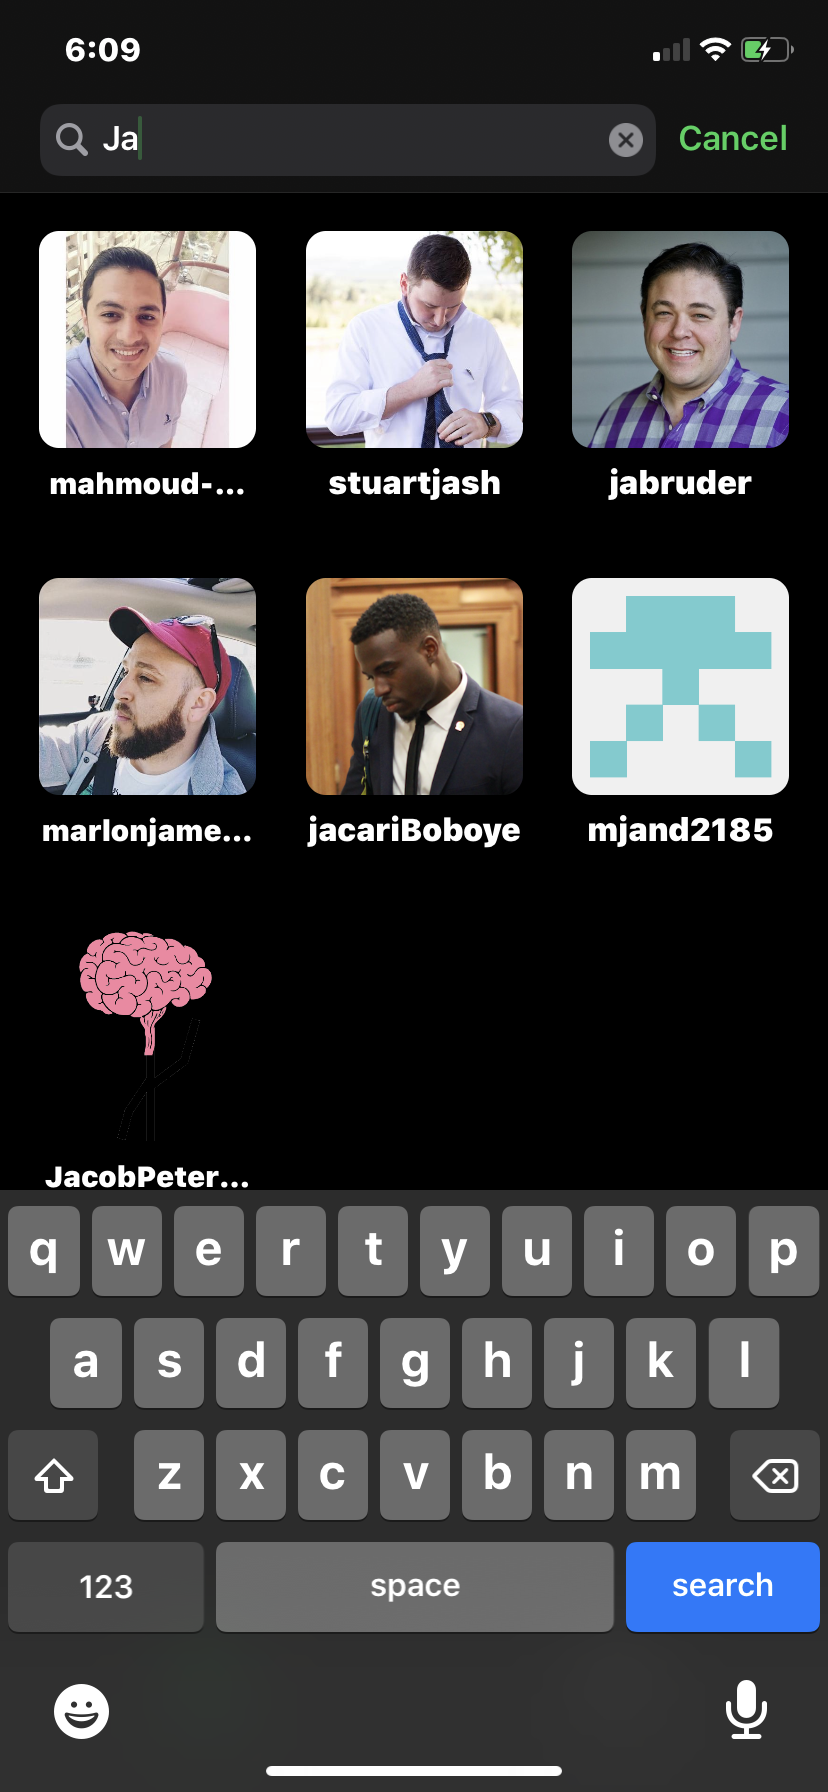 6:09
Ja
Cancel
mahmoud-...
stuartjash
jabruder
marlonjame...
jacariBoboye
mjand2185
JacobPeter...
q w e r t y u i o p
a s d f g h j k l
z x c v b n m
123
space
search